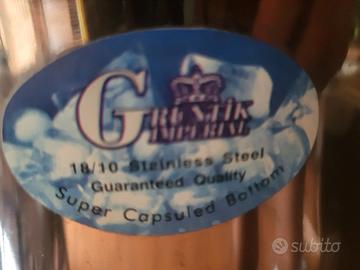 IMPERIAL
18/10 Stainless Steel
Guaranteed Quality
Super Capsuled Bottom
subito